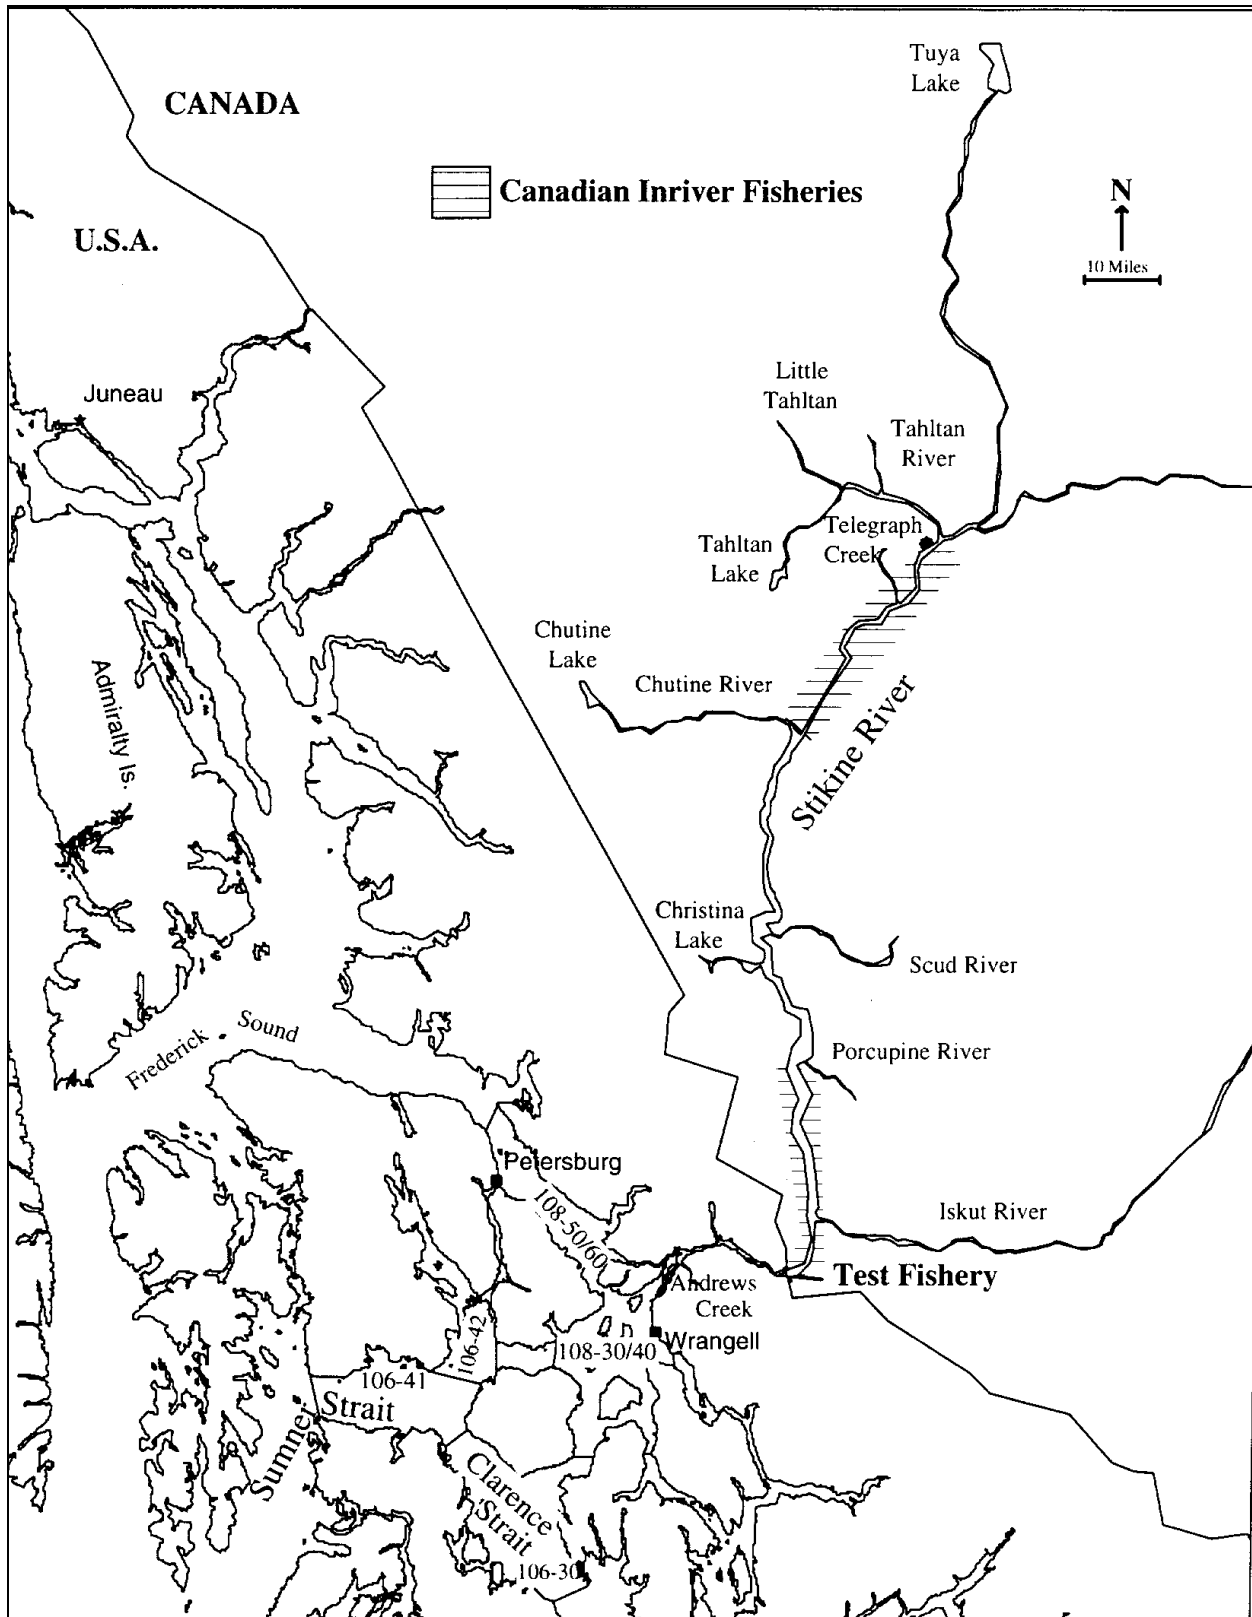 Tuya
Lake
CANADA
Canadian Inriver Fisheries
N
10 Miles
U.S.A.
Juneau
Little
Tahltan
Tahltan
River
Telegraph
Creek
Tahltan
Lake
Chutine
Lake
Chutine River
Stikine River
Admiralty Is.
Christina
Lake
Scud River
Frederick Sound
Porcupine River
Petersburg
108-50/60
Iskut River
Test Fishery
Andrews
Creek
Wrangell
108-30/40
106-42
106-41
Sumner Strait
Clarence
Strait
106-30